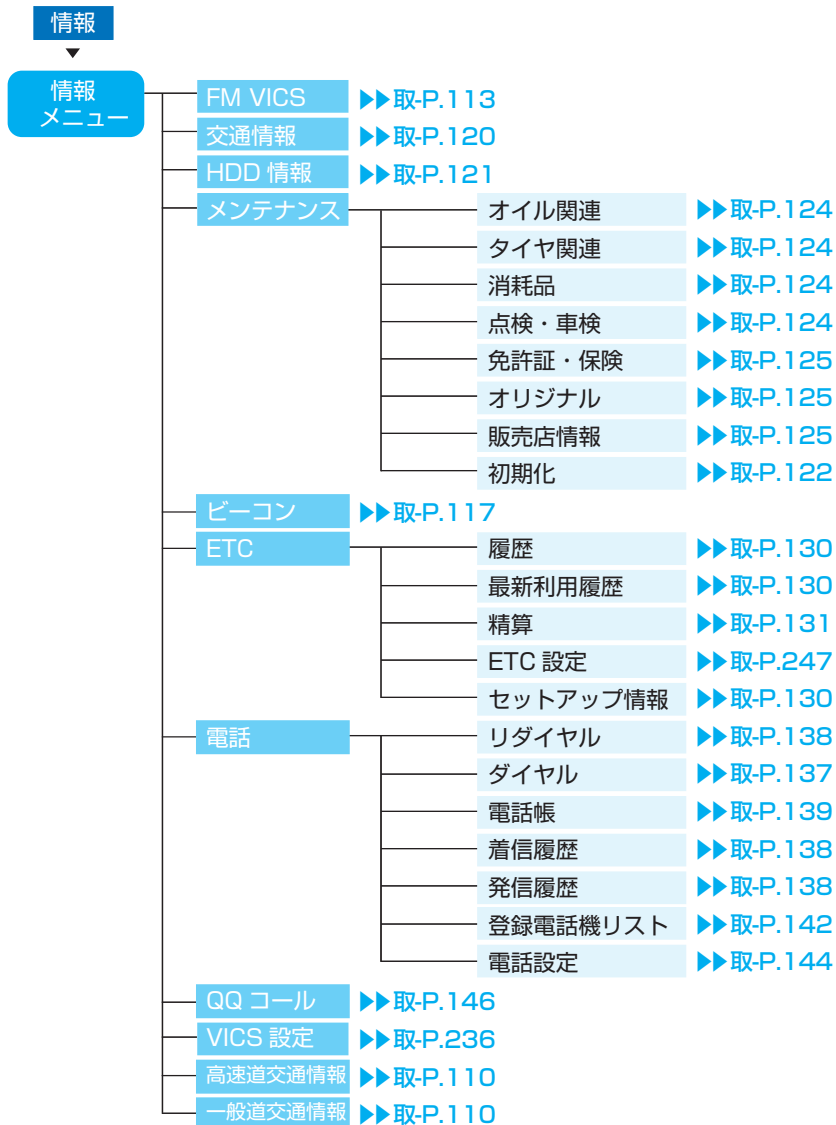 情報
情報
メニュー
FM VICS ▶▶取-P.113
交通情報 ▶▶取-P.120
HDD 情報 ▶▶取-P.121
メンテナンス
オイル関連 ▶▶取-P.124
タイヤ関連 ▶▶取-P.124
消耗品 ▶▶取-P.124
点検・車検 ▶▶取-P.124
免許証・保険 ▶▶取-P.125
オリジナル ▶▶取-P.125
販売店情報 ▶▶取-P.125
初期化 ▶▶取-P.122
ビーコン ▶▶取-P.117
ETC
履歴 ▶▶取-P.130
最新利用履歴 ▶▶取-P.130
精算 ▶▶取-P.131
ETC 設定 ▶▶取-P.247
セットアップ情報 ▶▶取-P.130
電話
リダイヤル ▶▶取-P.138
ダイヤル ▶▶取-P.137
電話帳 ▶▶取-P.139
着信履歴 ▶▶取-P.138
発信履歴 ▶▶取-P.138
登録電話機リスト ▶▶取-P.142
電話設定 ▶▶取-P.144
QQ コール ▶▶取-P.146
VICS 設定 ▶▶取-P.236
高速道交通情報 ▶▶取-P.110
一般道交通情報 ▶▶取-P.110